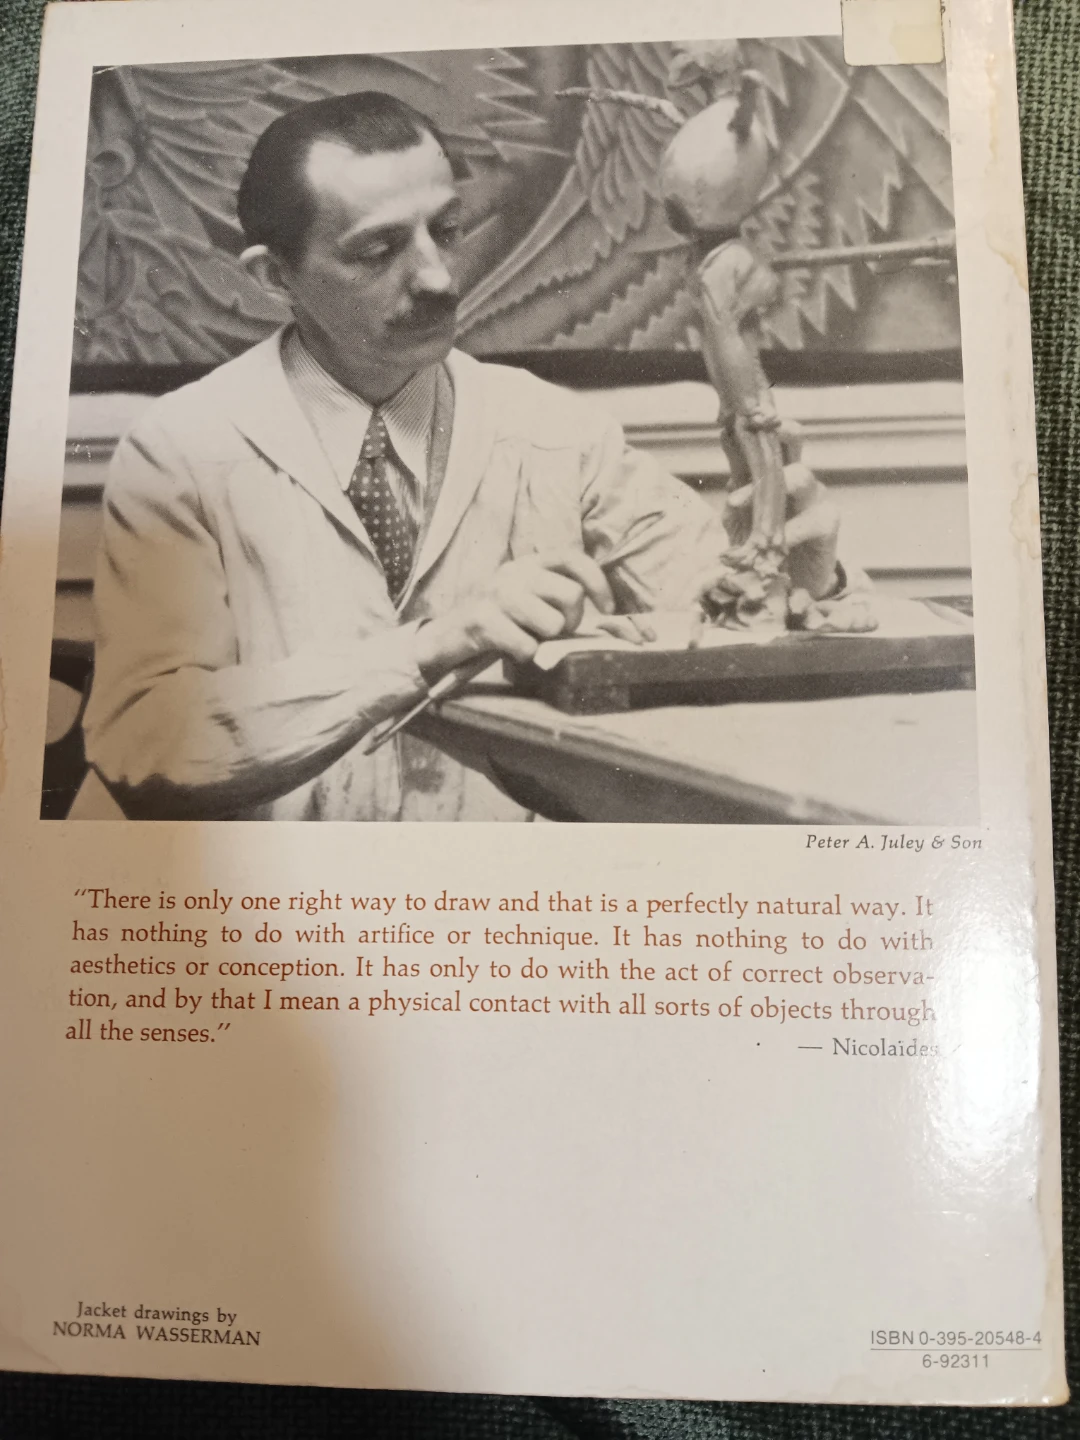 Peter A. Juley & Son
"There is only one right way to draw and that is a perfectly natural way. It
has nothing to do with artifice or technique. It has nothing to do with
aesthetics or conception. It has only to do with the act of correct observa-
tion, and by that I mean a physical contact with all sorts of objects through
all the senses."
— Nicolaïdes
Jacket drawings by
NORMA WASSERMAN
ISBN 0-395-20548-4
6-92311